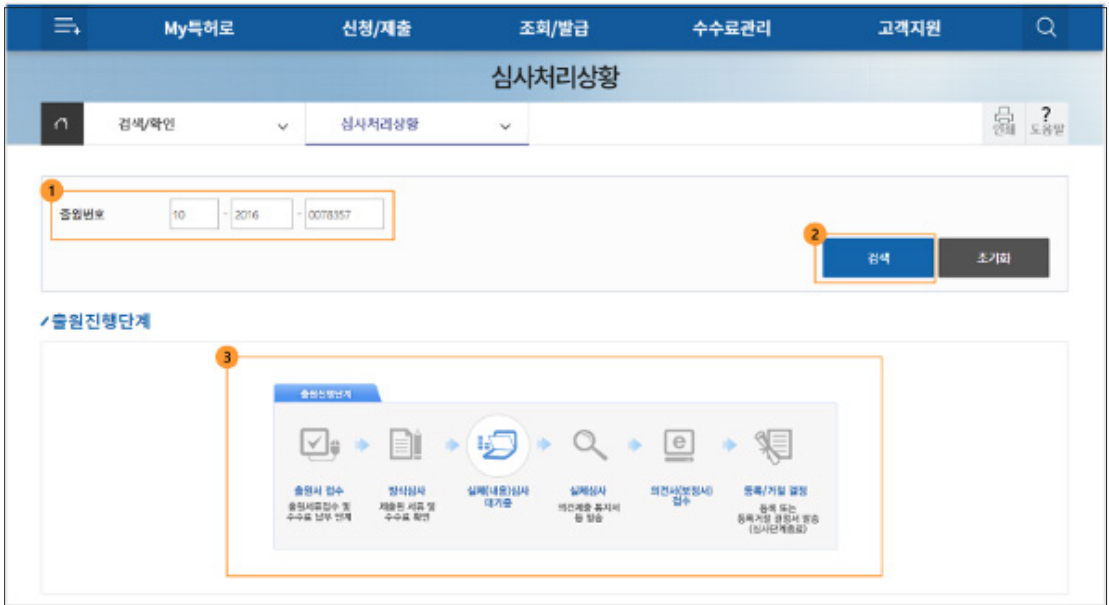 My특허로 신청/제출 조회/발급 수수료관리 고객지원
심사처리상황
검색/확인 심사처리상황 인쇄 ? 도움말
1
출원번호 10 - 2016 - 0078357
2
검색 초기화
출원진행단계
3
출원진행단계
출원서 접수 방식심사 실체(내용)심사 대기중 실체심사 의견서(보정서) 접수 등록/거절 결정
출원서류접수 및 제출된 서류 및 의견제출 통지서 등록 또는
수수료 납부 단계 수수료 확인 등 발송 등록거절 결정서 발송
(심사단계종료)